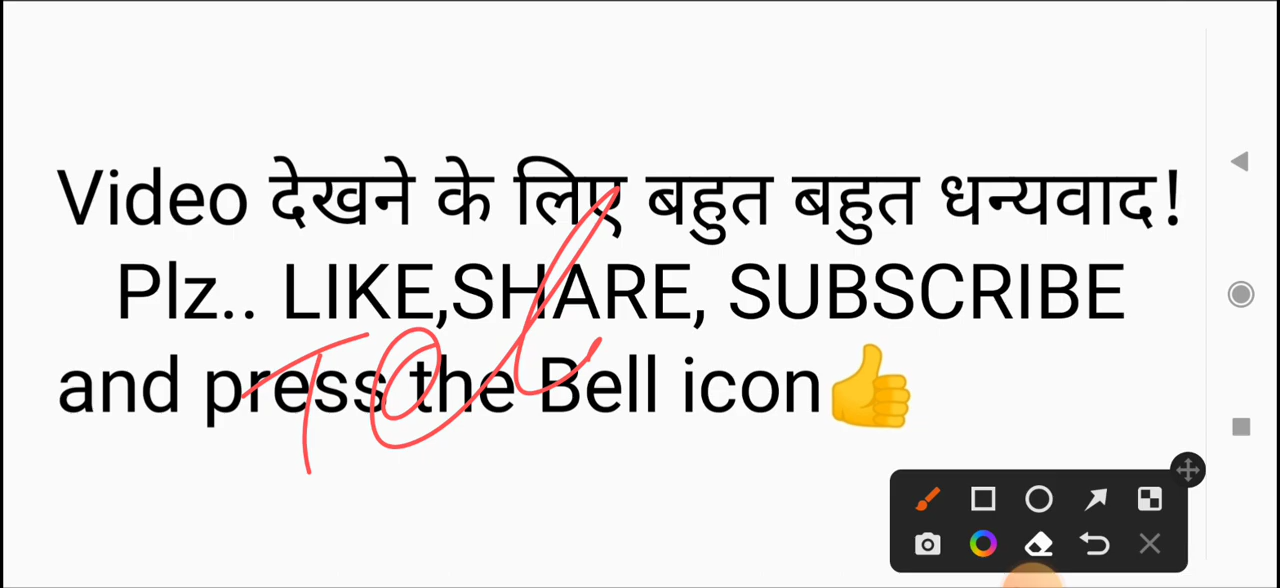 Video देखने के लिए बहुत बहुत धन्यवाद!
Plz.. LIKE,SHARE, SUBSCRIBE
and press the Bell icon👍